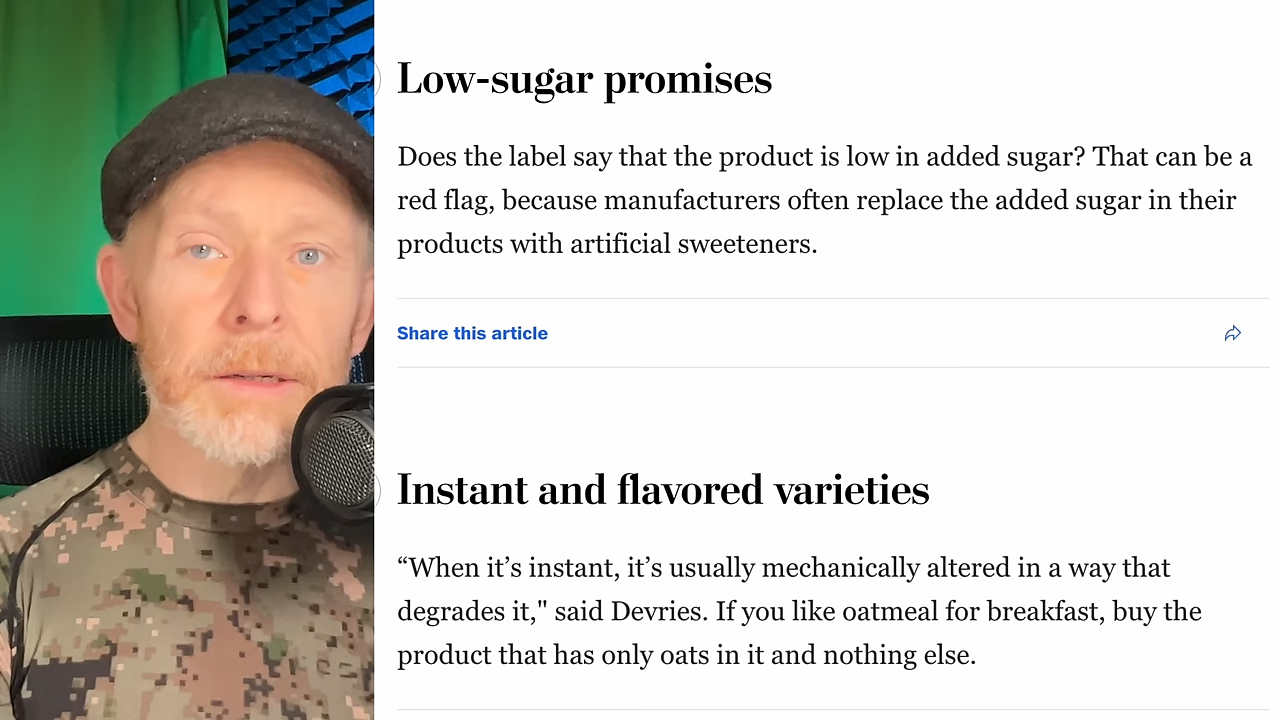 Low-sugar promises
Does the label say that the product is low in added sugar? That can be a
red flag, because manufacturers often replace the added sugar in their
products with artificial sweeteners.
Share this article
Instant and flavored varieties
“When it’s instant, it’s usually mechanically altered in a way that
degrades it," said Devries. If you like oatmeal for breakfast, buy the
product that has only oats in it and nothing else.